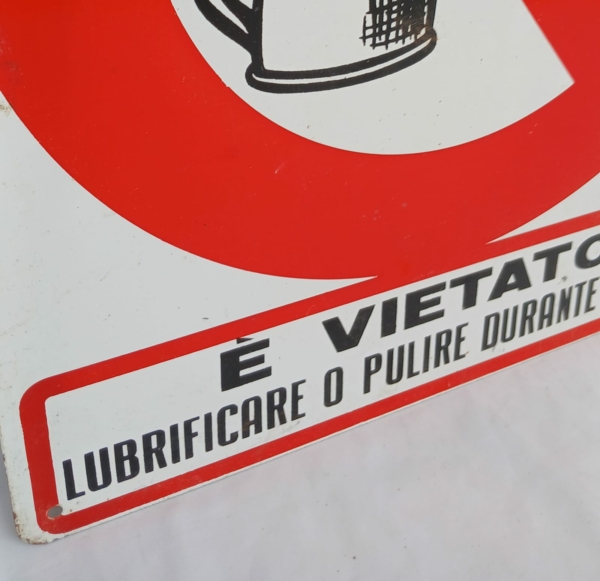 È VIETATO
LUBRIFICARE O PULIRE DURANTE